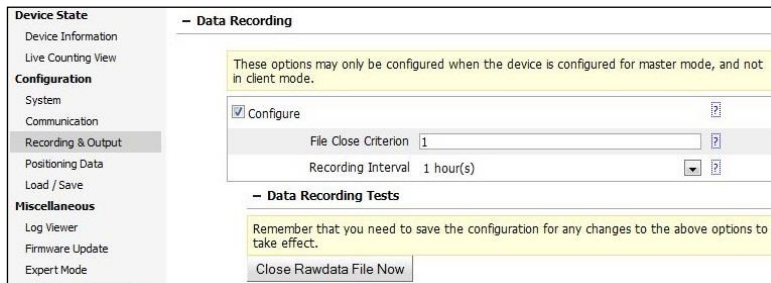 Device State
Device Information
Live Counting View
Configuration
System
Communication
Recording & Output
Positioning Data
Load / Save
Miscellaneous
Log Viewer
Firmware Update
Expert Mode
− Data Recording
These options may only be configured when the device is configured for master mode, and not
in client mode.
Configure ?
File Close Criterion 1 ?
Recording Interval 1 hour(s) ?
− Data Recording Tests
Remember that you need to save the configuration for any changes to the above options to
take effect.
Close Rawdata File Now